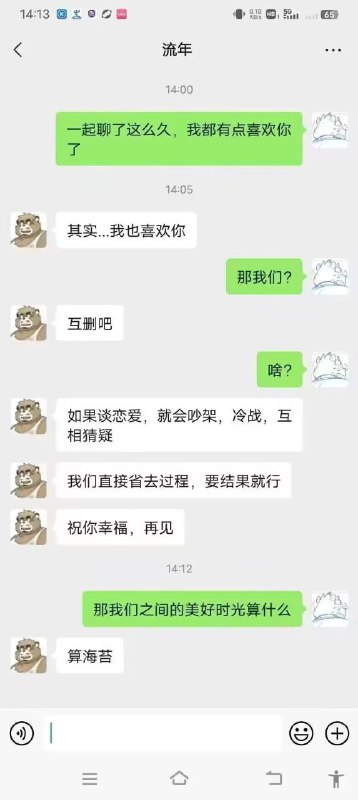 14:13
0.10
KB/s
HD
5G
65
流年
14:00
一起聊了这么久，我都有点喜欢你
了
14:05
其实...我也喜欢你
那我们?
互删吧
啥?
如果谈恋爱，就会吵架，冷战，互
相猜疑
我们直接省去过程，要结果就行
祝你幸福，再见
14:12
那我们之间的美好时光算什么
算海苔